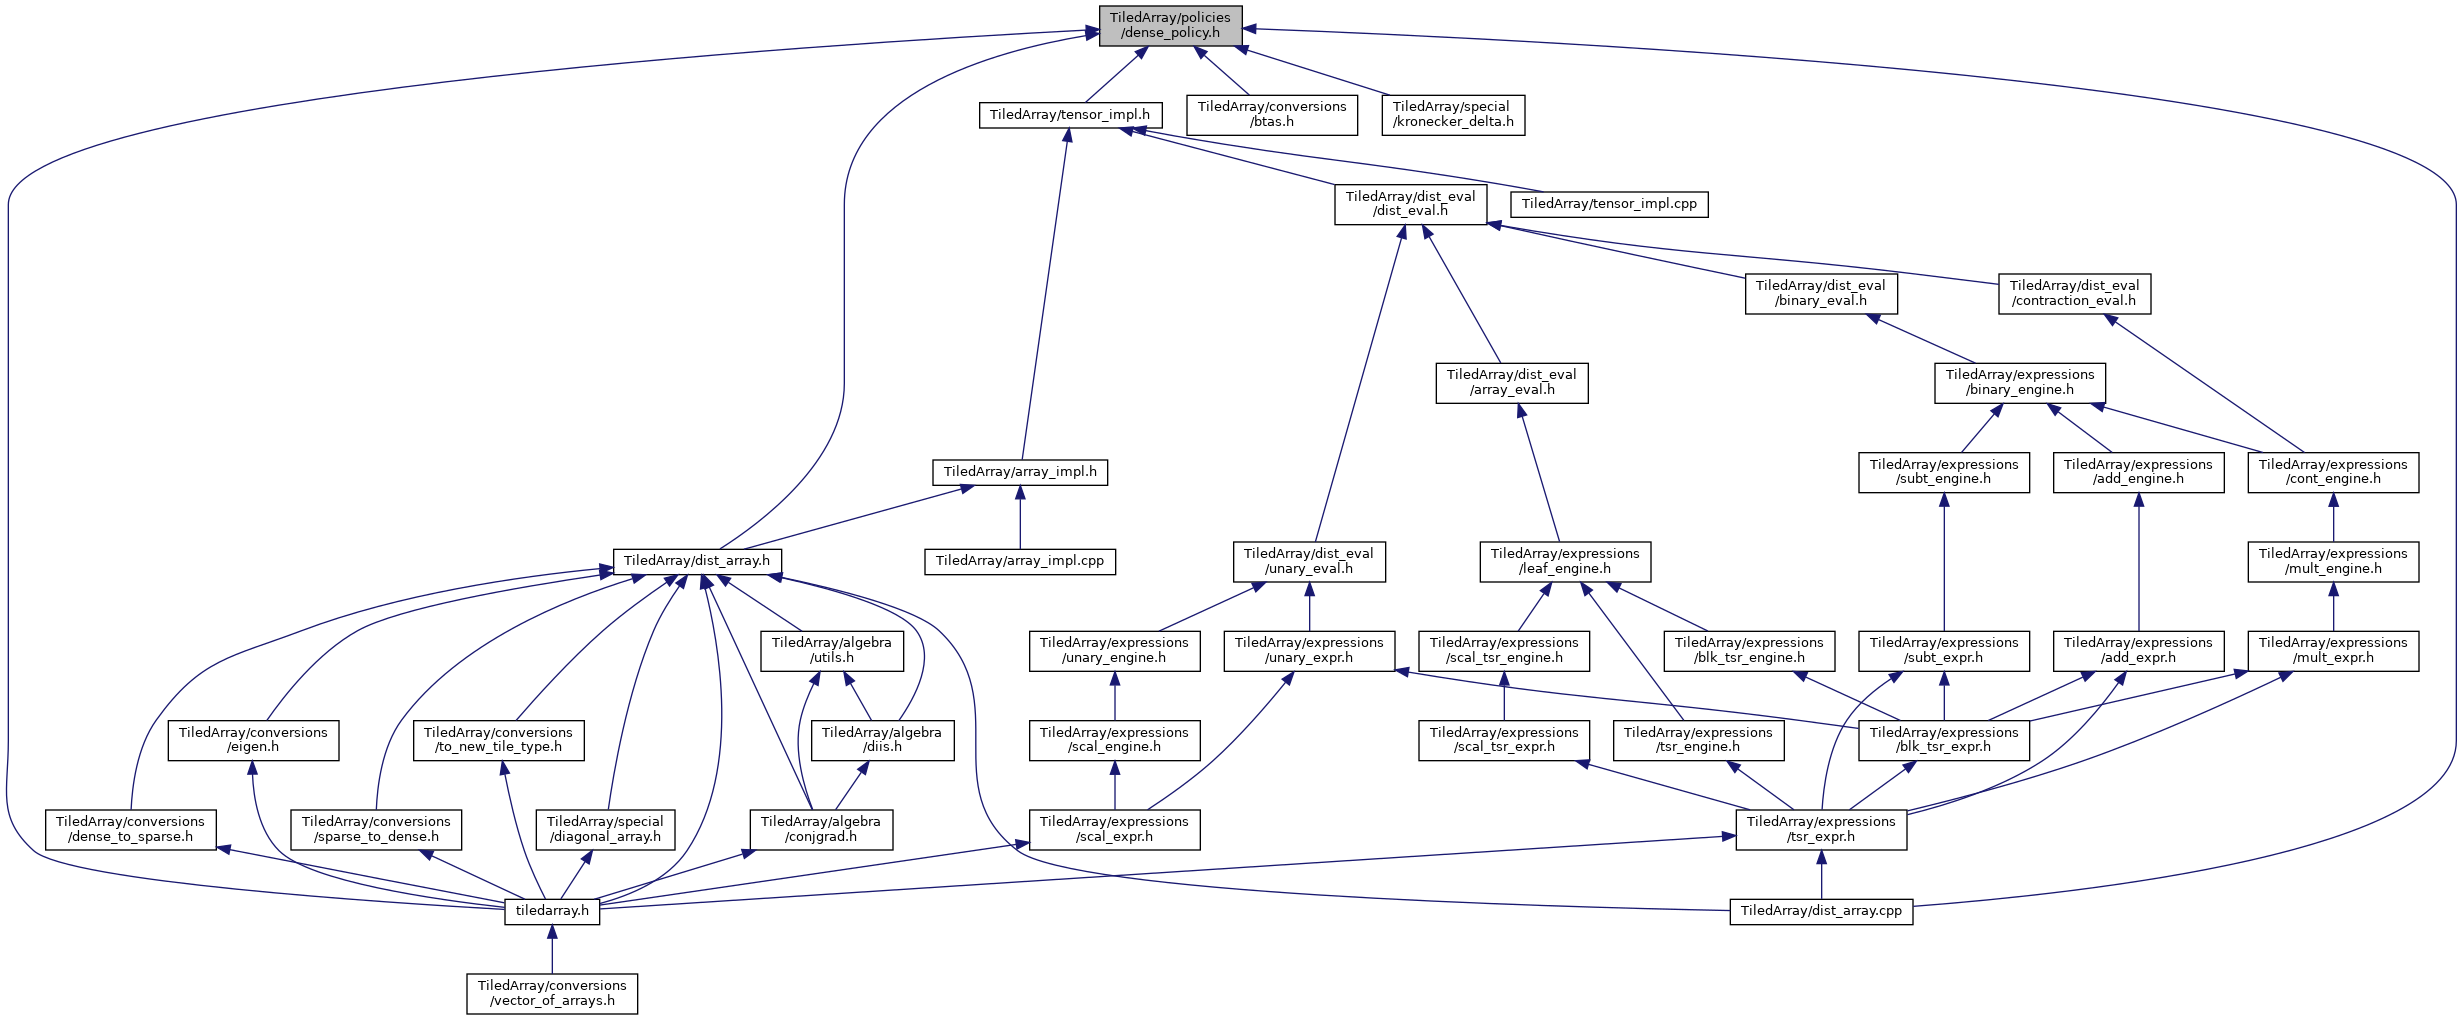 TiledArray/policies
/dense_policy.h
TiledArray/tensor_impl.h
TiledArray/conversions
/btas.h
TiledArray/special
/kronecker_delta.h
TiledArray/dist_eval
/dist_eval.h
TiledArray/tensor_impl.cpp
TiledArray/dist_eval
/binary_eval.h
TiledArray/dist_eval
/contraction_eval.h
TiledArray/dist_eval
/array_eval.h
TiledArray/expressions
/binary_engine.h
TiledArray/array_impl.h
TiledArray/expressions
/subt_engine.h
TiledArray/expressions
/add_engine.h
TiledArray/expressions
/cont_engine.h
TiledArray/dist_array.h
TiledArray/array_impl.cpp
TiledArray/dist_eval
/unary_eval.h
TiledArray/expressions
/leaf_engine.h
TiledArray/expressions
/mult_engine.h
TiledArray/algebra
/utils.h
TiledArray/expressions
/unary_engine.h
TiledArray/expressions
/unary_expr.h
TiledArray/expressions
/scal_tsr_engine.h
TiledArray/expressions
/blk_tsr_engine.h
TiledArray/expressions
/subt_expr.h
TiledArray/expressions
/add_expr.h
TiledArray/expressions
/mult_expr.h
TiledArray/conversions
/eigen.h
TiledArray/conversions
/to_new_tile_type.h
TiledArray/algebra
/diis.h
TiledArray/expressions
/scal_engine.h
TiledArray/expressions
/scal_tsr_expr.h
TiledArray/expressions
/tsr_engine.h
TiledArray/expressions
/blk_tsr_expr.h
TiledArray/conversions
/dense_to_sparse.h
TiledArray/conversions
/sparse_to_dense.h
TiledArray/special
/diagonal_array.h
TiledArray/algebra
/conjgrad.h
TiledArray/expressions
/scal_expr.h
TiledArray/expressions
/tsr_expr.h
tiledarray.h
TiledArray/dist_array.cpp
TiledArray/conversions
/vector_of_arrays.h